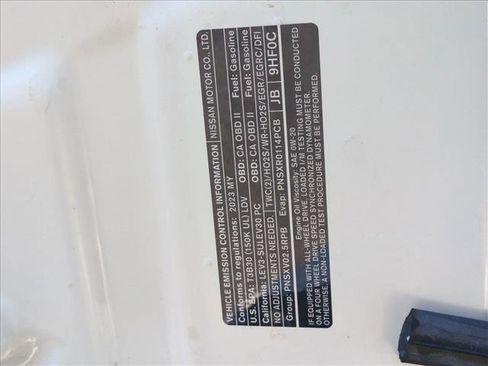 VEHICLE EMISSION CONTROL INFORMATION NISSAN MOTOR CO., LTD.
Conforms to regulations: 2023 MY
U.S. EPA: T3B30 (150K UL) LDV OBD: CA OBD II Fuel: Gasoline
California: LEV3-SULEV30 PC OBD: CA OBD II Fuel: Gasoline
NO ADJUSTMENTS NEEDED. TWC(2)/HO2S/WR-HO2S/EGR/EGRC/DFI
Group: PNSXV02.5RPB Evap: PNSXR0114PCB JB 9HF0C
Engine Oil Viscosity: SAE 0W-20
IF EQUIPPED WITH ALL-WHEEL DRIVE, LOADED I/M TESTING MUST BE CONDUCTED
ON A FOUR WHEEL DRIVE SPEED SYNCHRONIZED DYNAMOMETER,
OTHERWISE, A NON-LOADED TEST PROCEDURE MUST BE PERFORMED.